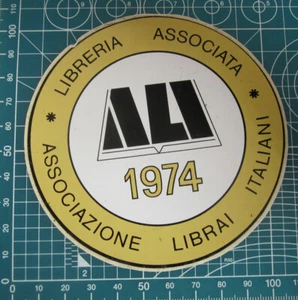 LIBRERIA ASSOCIATA
ALI
1974
ASSOCIAZIONE LIBRAI ITALIANI